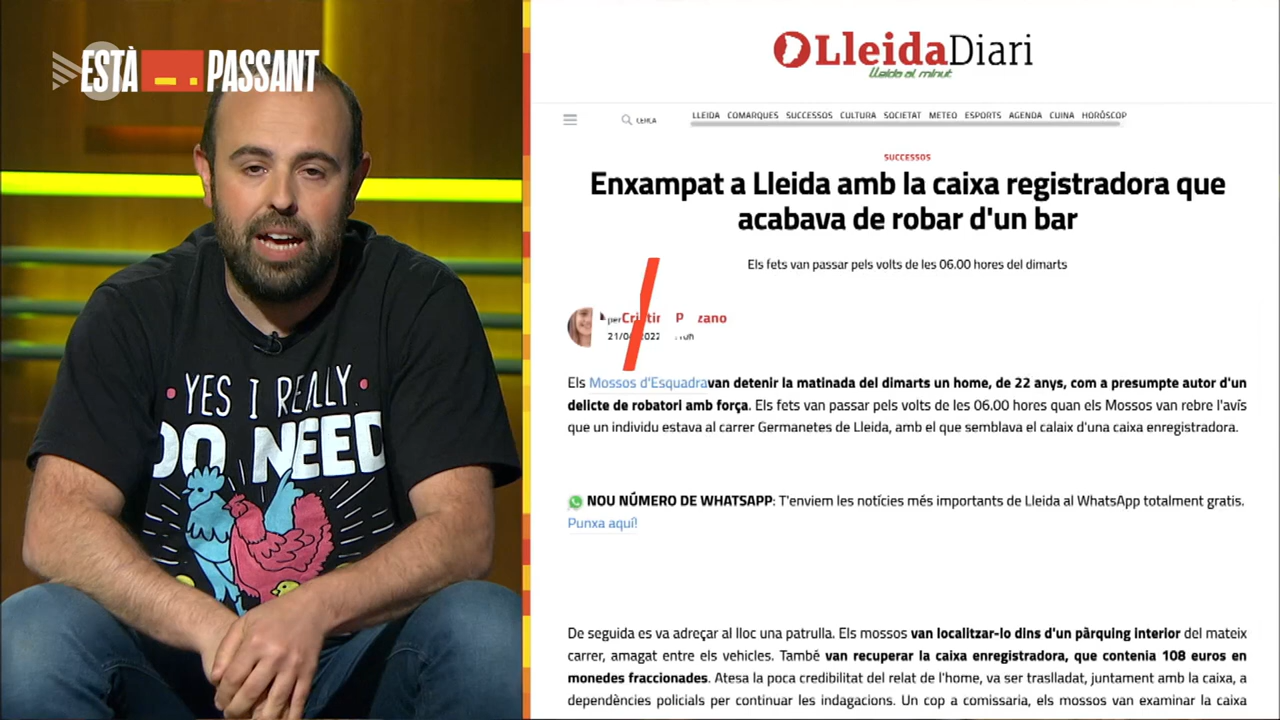 ESTÀ PASSANT
YES I REALLY
DO NEED
LleidaDiari
Lleida al minut
CERCA
LLEIDA COMARQUES SUCCESSOS CULTURA SOCIETAT METEO ESPORTS AGENDA CUINA HORÒSCOP
SUCCESSOS
Enxampat a Lleida amb la caixa registradora que
acabava de robar d'un bar
Els fets van passar pels volts de les 06.00 hores del dimarts
per
Els Mossos d'Esquadravan detenir la matinada del dimarts un home, de 22 anys, com a presumpte autor d'un
delicte de robatori amb força. Els fets van passar pels volts de les 06.00 hores quan els Mossos van rebre l'avís
que un individu estava al carrer Germanetes de Lleida, amb el que semblava el calaix d'una caixa enregistradora.
NOU NÚMERO DE WHATSAPP: T'enviem les notícies més importants de Lleida al WhatsApp totalment gratis.
Punxa aquí!
De seguida es va adreçar al lloc una patrulla. Els mossos van localitzar-lo dins d'un pàrquing interior del mateix
carrer, amagat entre els vehicles. També van recuperar la caixa enregistradora, que contenia 108 euros en
monedes fraccionades. Atesa la poca credibilitat del relat de l'home, va ser traslladat, juntament amb la caixa, a
dependències policials per continuar les indagacions. Un cop a comissaria, els mossos van examinar la caixa